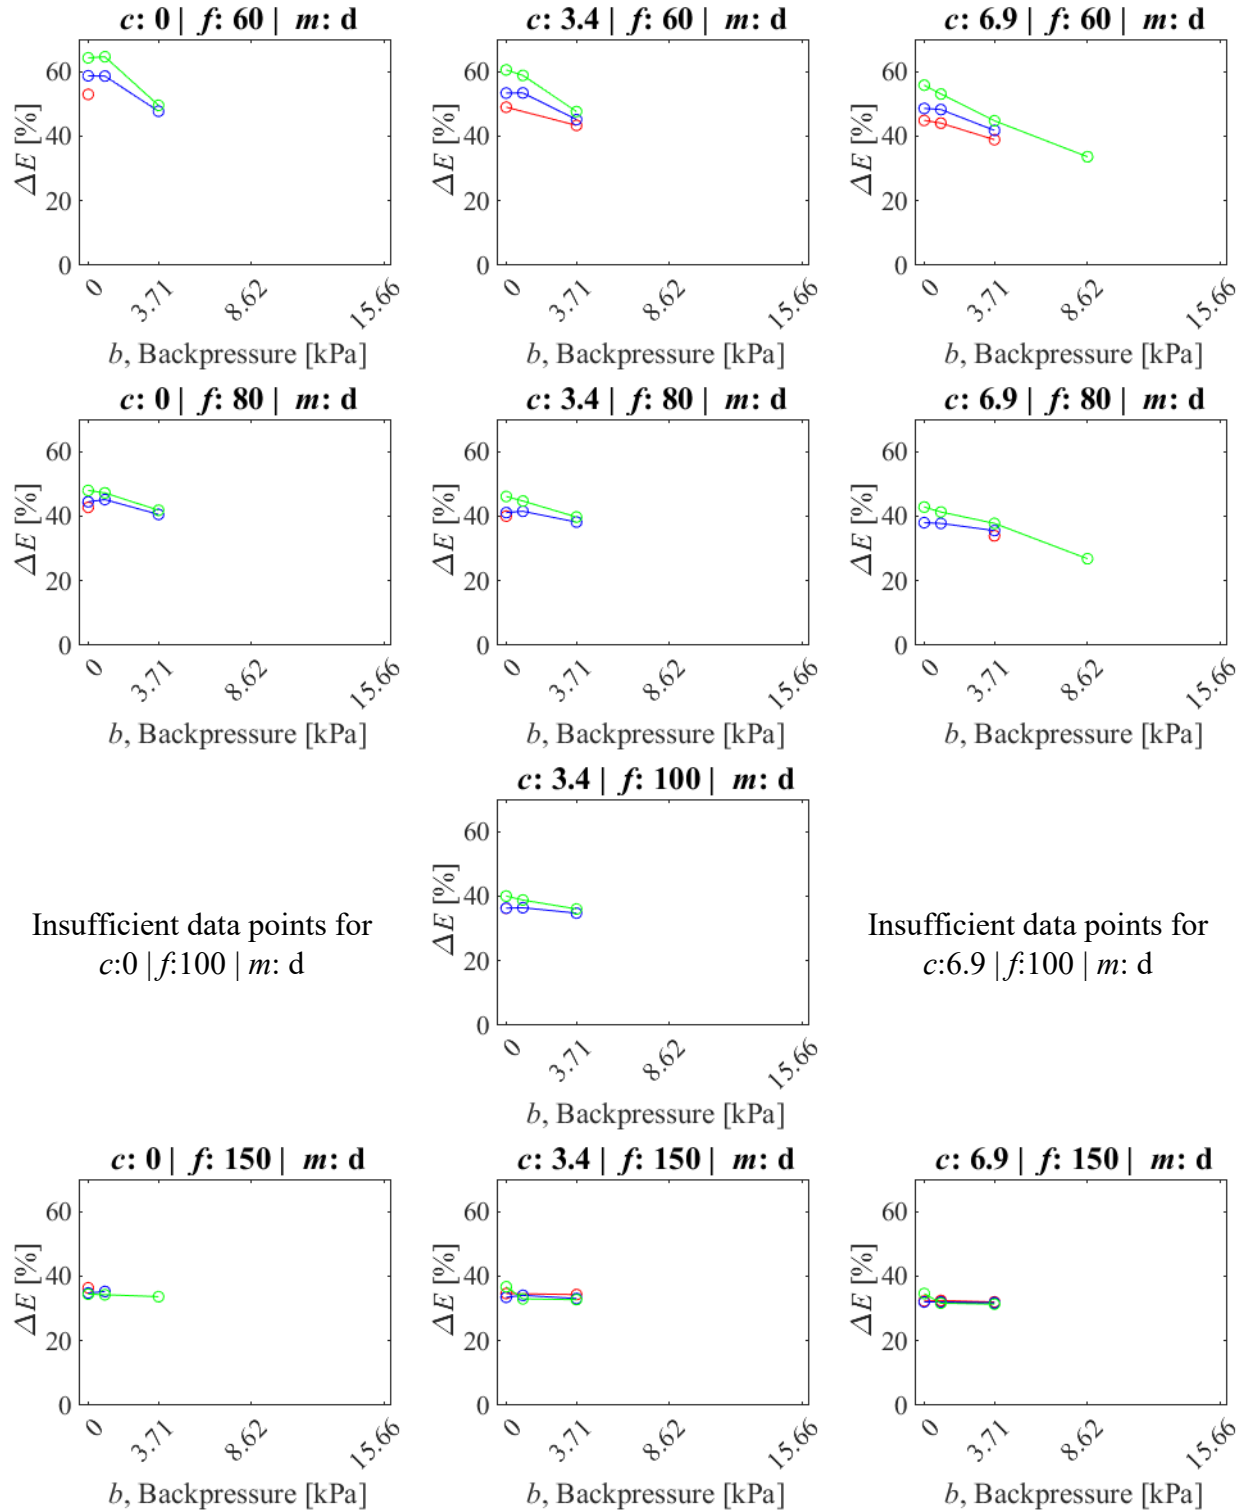 c: 0 | f: 60 | m: d
ΔE [%]
60
40
20
0
0
3.71
8.62
15.66
b, Backpressure [kPa]
c: 3.4 | f: 60 | m: d
ΔE [%]
60
40
20
0
0
3.71
8.62
15.66
b, Backpressure [kPa]
c: 6.9 | f: 60 | m: d
ΔE [%]
60
40
20
0
0
3.71
8.62
15.66
b, Backpressure [kPa]
c: 0 | f: 80 | m: d
ΔE [%]
60
40
20
0
0
3.71
8.62
15.66
b, Backpressure [kPa]
c: 3.4 | f: 80 | m: d
ΔE [%]
60
40
20
0
0
3.71
8.62
15.66
b, Backpressure [kPa]
c: 6.9 | f: 80 | m: d
ΔE [%]
60
40
20
0
0
3.71
8.62
15.66
b, Backpressure [kPa]
Insufficient data points for
c:0 | f:100 | m: d
c: 3.4 | f: 100 | m: d
ΔE [%]
60
40
20
0
0
3.71
8.62
15.66
b, Backpressure [kPa]
Insufficient data points for
c:6.9 | f:100 | m: d
c: 0 | f: 150 | m: d
ΔE [%]
60
40
20
0
0
3.71
8.62
15.66
b, Backpressure [kPa]
c: 3.4 | f: 150 | m: d
ΔE [%]
60
40
20
0
0
3.71
8.62
15.66
b, Backpressure [kPa]
c: 6.9 | f: 150 | m: d
ΔE [%]
60
40
20
0
0
3.71
8.62
15.66
b, Backpressure [kPa]